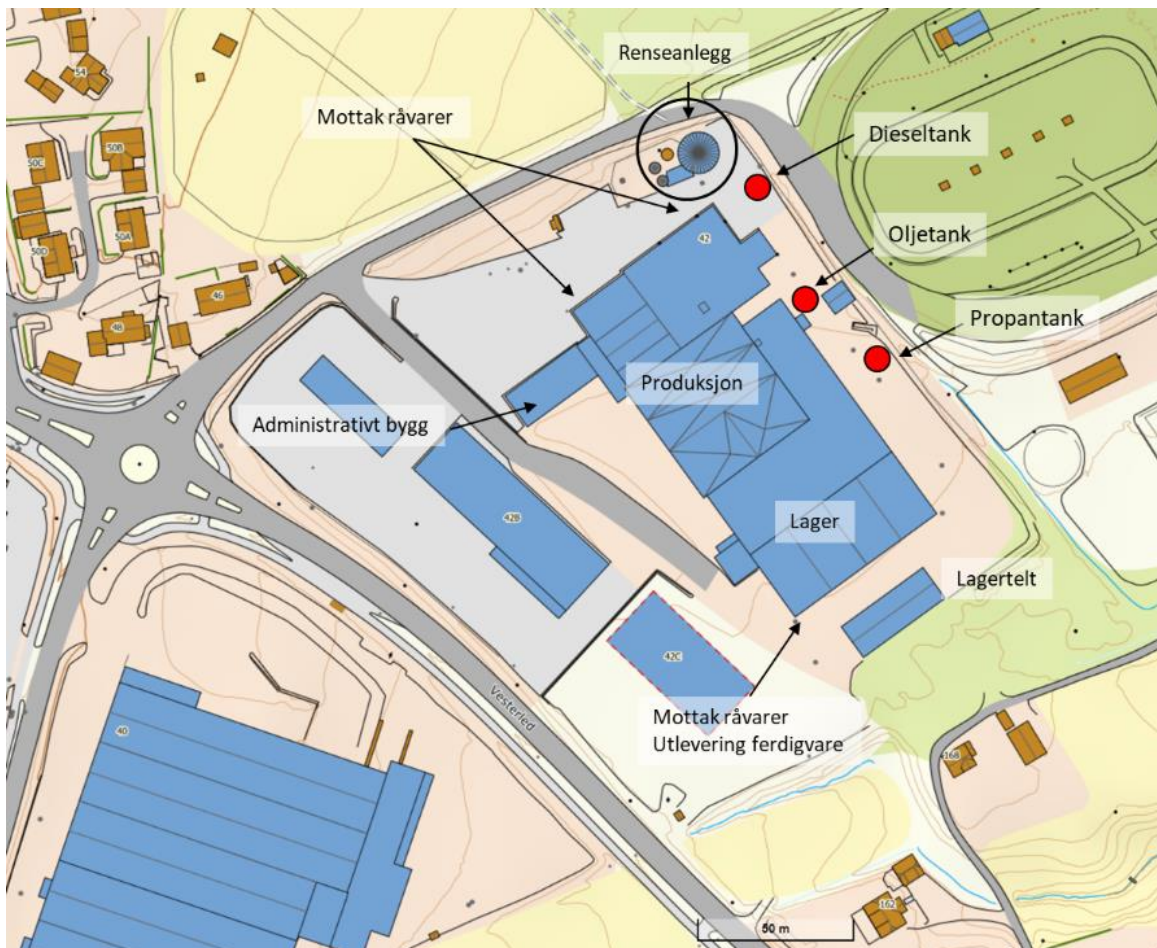 54
Renseanlegg
Mottak råvarer
Dieseltank
50C
50B
50A
50D
42
Oljetank
46
48
Propantank
Produksjon
Administrativt bygg
42B
Lager
Lagertelt
42C
Vesterled
Mottak råvarer
Utlevering ferdigvare
40
168
162
50 m